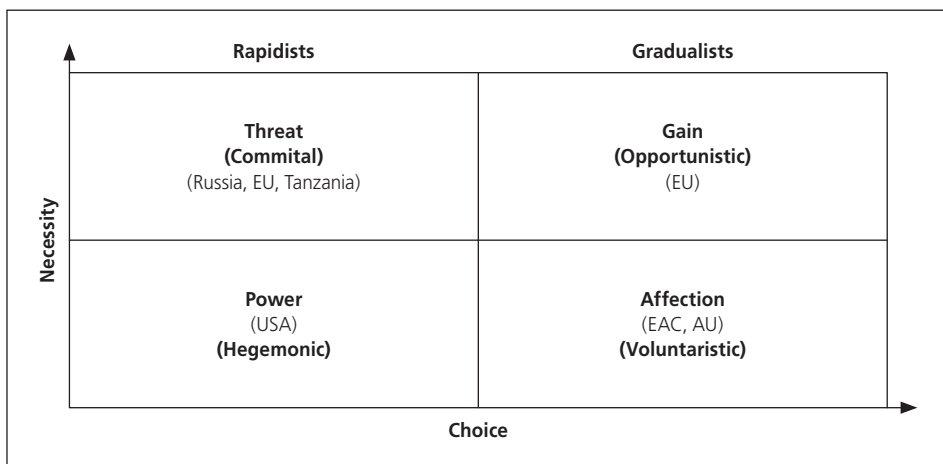 Rapidists
Gradualists
Necessity
Threat
(Commital)
(Russia, EU, Tanzania)
Gain
(Opportunistic)
(EU)
Power
(USA)
(Hegemonic)
Affection
(EAC, AU)
(Voluntaristic)
Choice